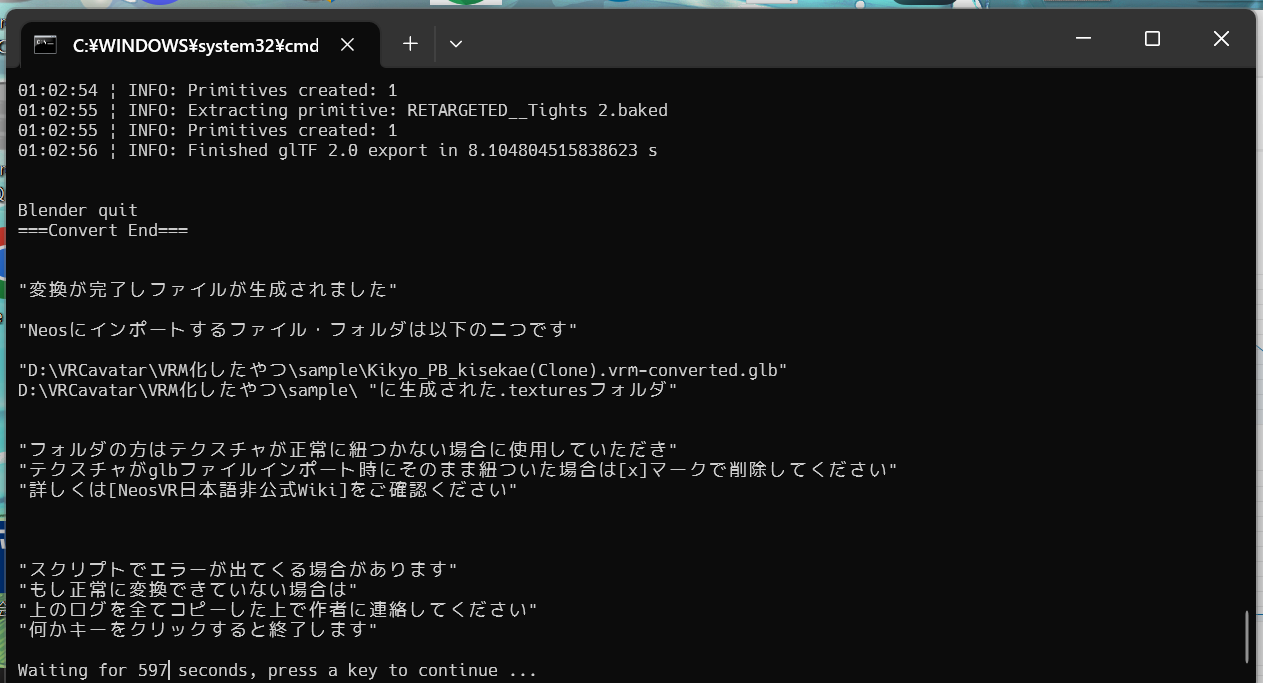 C:¥WINDOWS¥system32¥cmd
01:02:54 ¦ INFO: Primitives created: 1
01:02:55 ¦ INFO: Extracting primitive: RETARGETED__Tights 2.baked
01:02:55 ¦ INFO: Primitives created: 1
01:02:56 ¦ INFO: Finished glTF 2.0 export in 8.104804515838623 s
Blender quit
===Convert End===
"変換が完了しファイルが生成されました"
"Neosにインポートするファイル・フォルダは以下の二つです"
"D:\VRCavatar\VRM化したやつ\sample\Kikyo_PB_kisekae(Clone).vrm-converted.glb"
D:\VRCavatar\VRM化したやつ\sample\ "に生成された.texturesフォルダ"
"フォルダの方はテクスチャが正常に紐つかない場合に使用していただき"
"テクスチャがglbファイルインポート時にそのまま紐ついた場合は[x]マークで削除してください"
"詳しくは[NeosVR日本語非公式Wiki]をご確認ください"
"スクリプトでエラーが出てくる場合があります"
"もし正常に変換できていない場合は"
"上のログを全てコピーした上で作者に連絡してください"
"何かキーをクリックすると終了します"
Waiting for 597 seconds, press a key to continue ...